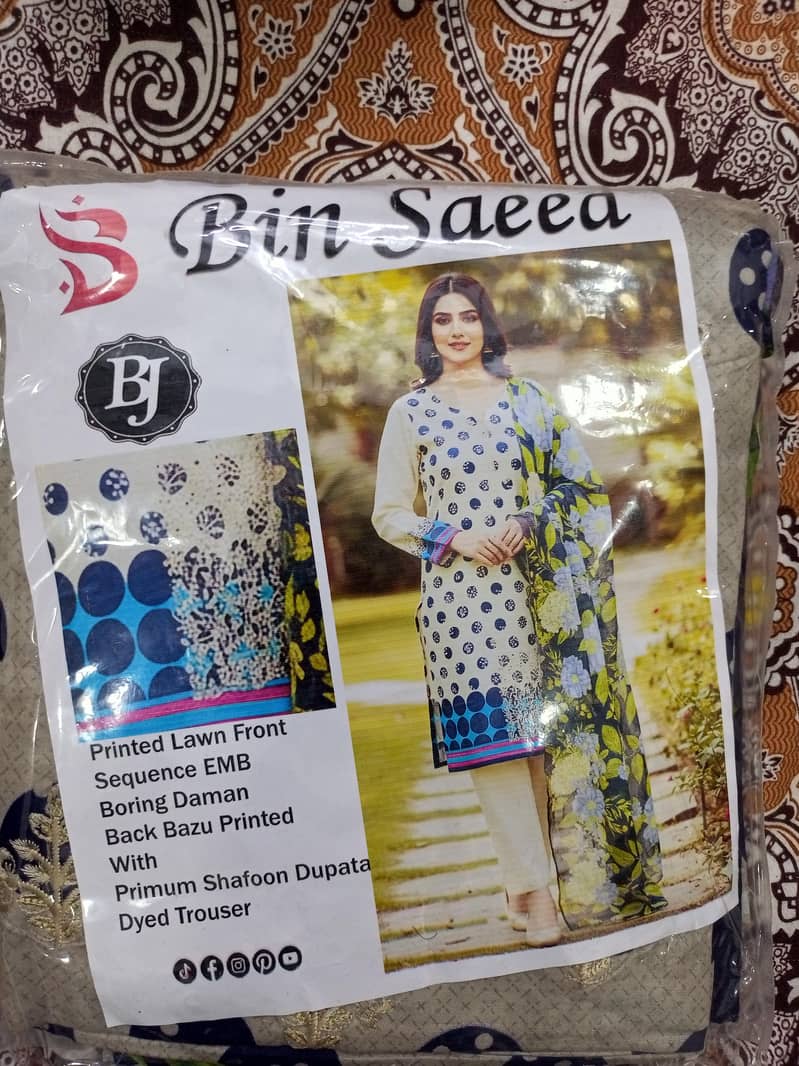 Bin Saeed
BJ
Printed Lawn Front
Sequence EMB
Boring Daman
Back Bazu Printed
With
Primum Shafoon Dupata
Dyed Trouser